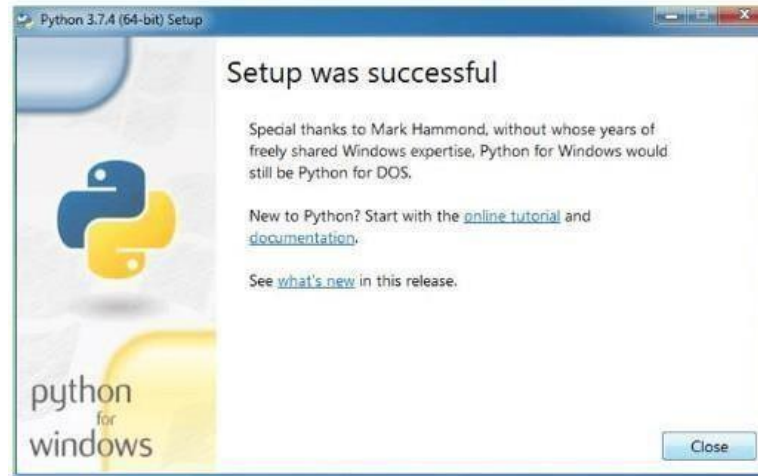 Python 3.7.4 (64-bit) Setup
Setup was successful
Special thanks to Mark Hammond, without whose years of
freely shared Windows expertise, Python for Windows would
still be Python for DOS.
New to Python? Start with the online tutorial and
documentation.
See what's new in this release.
python
for
windows
Close